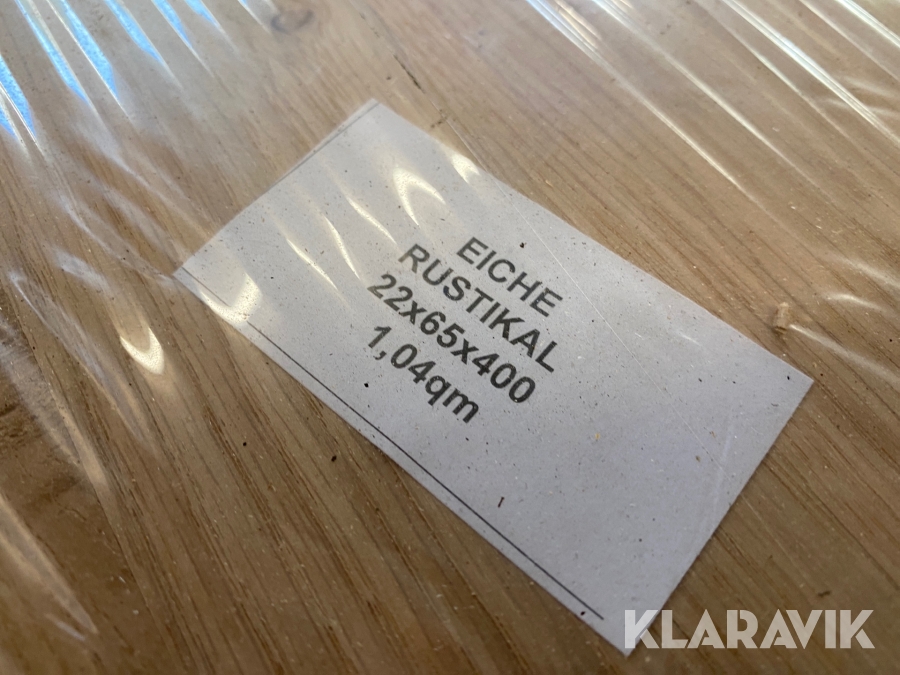 EICHE
RUSTIKAL
22x65x400
1,04qm
KLARAVIK